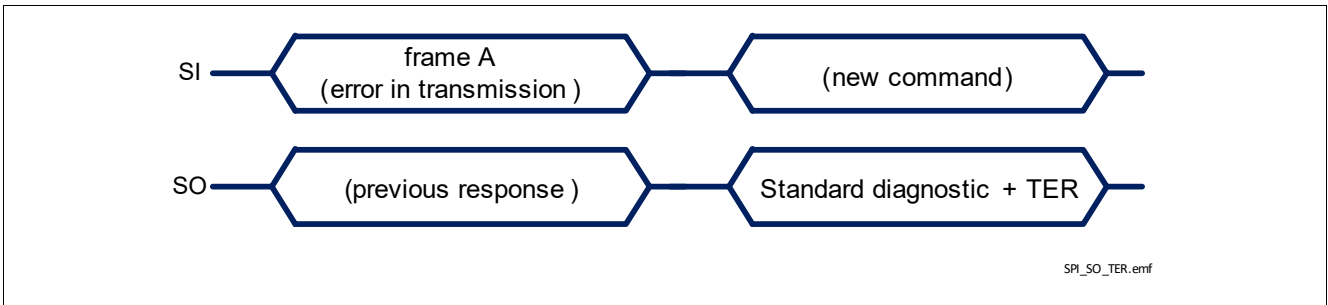 SI
frame A
(error in transmission )
(new command)
SO
(previous response )
Standard diagnostic + TER
SPI_SO_TER.emf